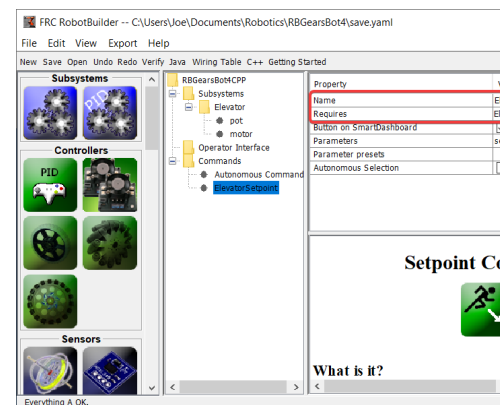 FRC RobotBuilder -- C:\Users\Joe\Documents\Robotics\RBGearsBot4\save.yaml
File Edit View Export Help
New Save Open Undo Redo Verify Java Wiring Table C++ Getting Started
Subsystems
PID
Controllers
PID
Sensors
RBGearsBot4CPP
Subsystems
Elevator
pot
motor
Operator Interface
Commands
Autonomous Command
ElevatorSetpoint
Property
Name
Requires
Button on SmartDashboard
Parameters
Parameter presets
Autonomous Selection
Setpoint Co
What is it?
Everything A OK.